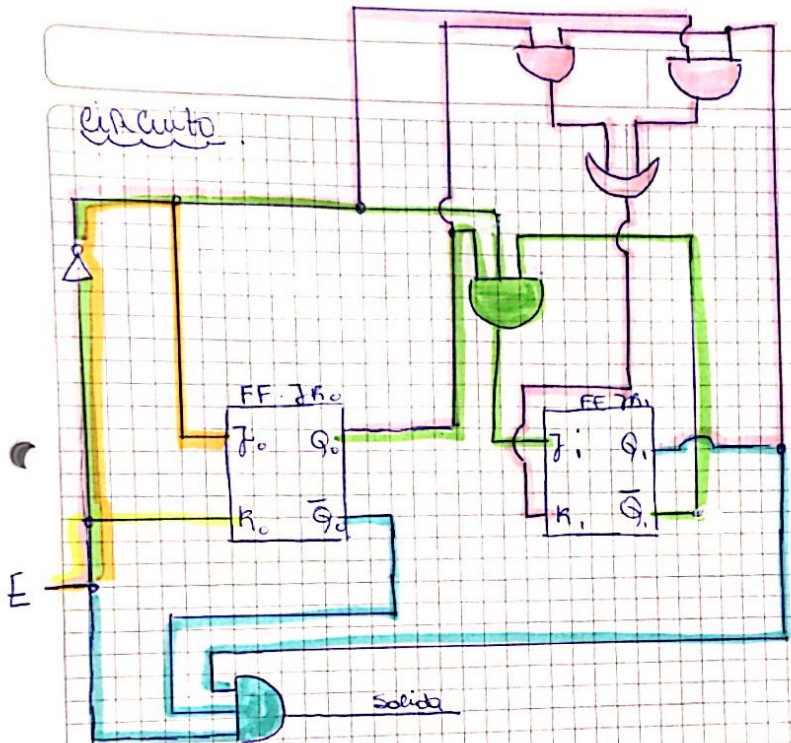 Circuito.
FF. JK₀
FF JK₁
J₀ Q₀
J₁ Q₁
K₀ Q̅₀
K₁ Q̅₁
E
Salida